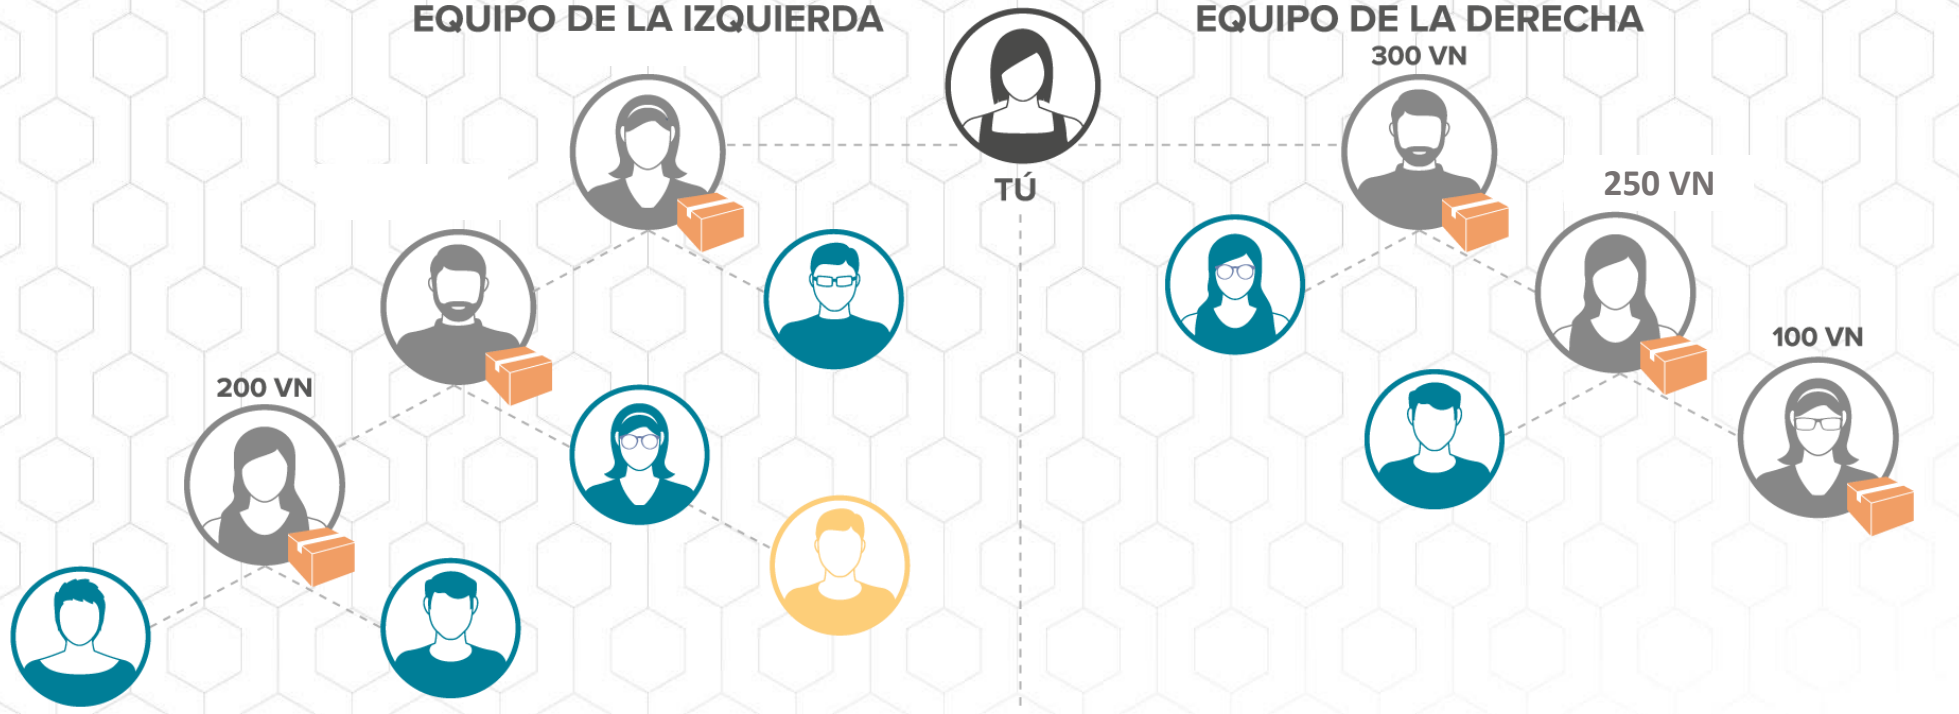 EQUIPO DE LA IZQUIERDA
EQUIPO DE LA DERECHA
300 VN
TÚ
250 VN
100 VN
200 VN